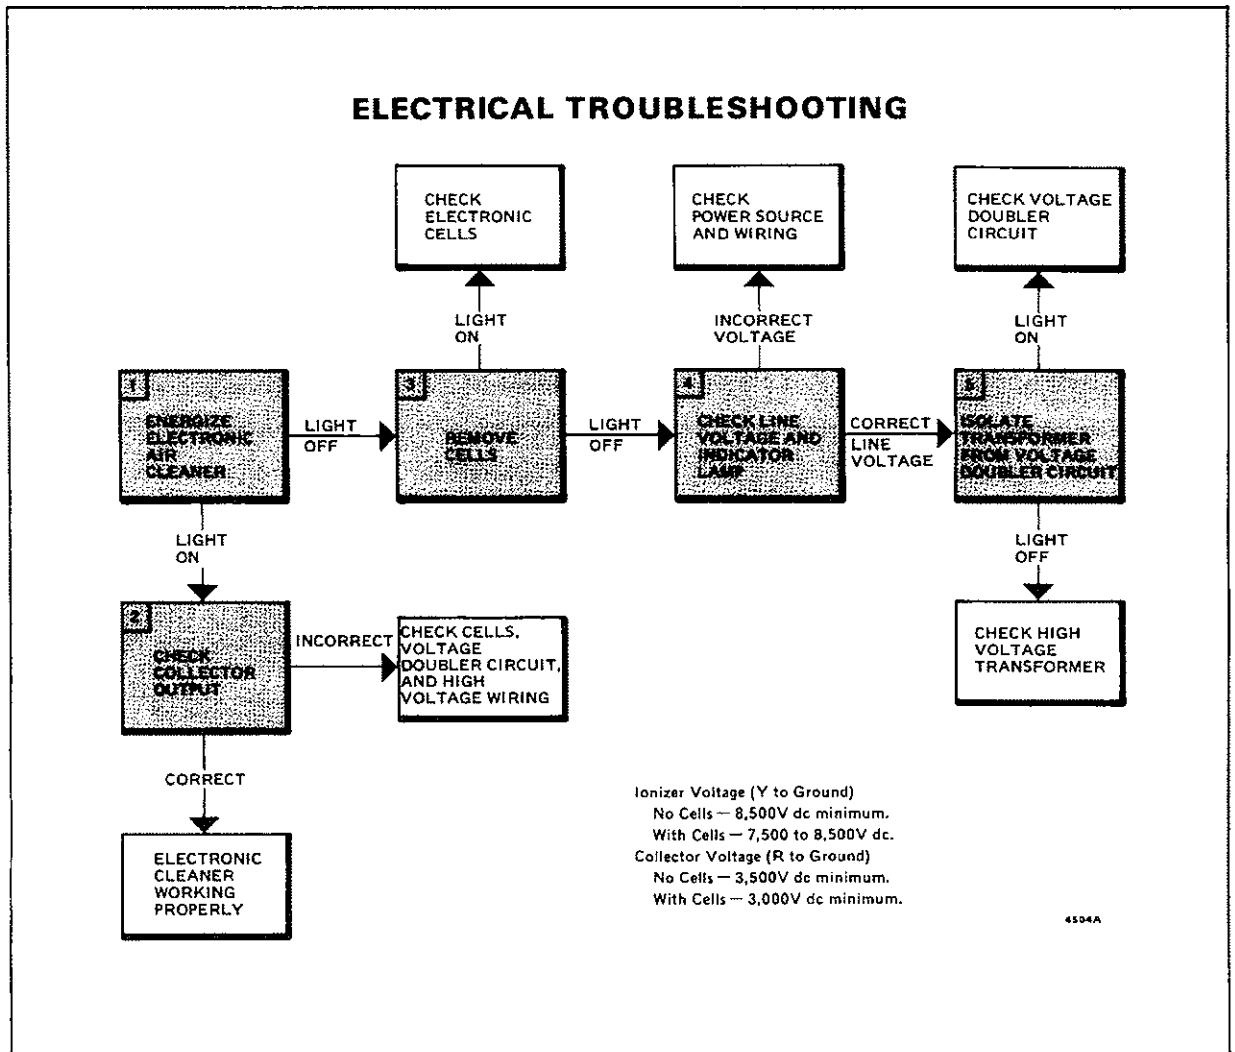 ELECTRICAL TROUBLESHOOTING
CHECK
ELECTRONIC
CELLS
CHECK
POWER SOURCE
AND WIRING
CHECK VOLTAGE
DOUBLER
CIRCUIT
LIGHT
ON
INCORRECT
VOLTAGE
LIGHT
ON
1
ENERGIZE
ELECTRONIC
AIR
CLEANER
LIGHT
OFF
3
REMOVE
CELLS
LIGHT
OFF
4
CHECK LINE
VOLTAGE AND
INDICATOR
LAMP
CORRECT
LINE
VOLTAGE
5
ISOLATE
TRANSFORMER
FROM VOLTAGE
DOUBLER CIRCUIT
LIGHT
ON
LIGHT
OFF
2
CHECK
COLLECTOR
OUTPUT
INCORRECT
CHECK CELLS,
VOLTAGE
DOUBLER CIRCUIT,
AND HIGH
VOLTAGE WIRING
CHECK HIGH
VOLTAGE
TRANSFORMER
CORRECT
ELECTRONIC
CLEANER
WORKING
PROPERLY
Ionizer Voltage (Y to Ground)
No Cells — 8,500V dc minimum.
With Cells — 7,500 to 8,500V dc.
Collector Voltage (R to Ground)
No Cells — 3,500V dc minimum.
With Cells — 3,000V dc minimum.
4504A